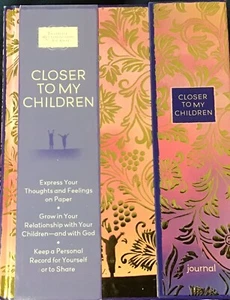 CLOSER
TO MY
CHILDREN
Express Your
Thoughts and Feelings
on Paper
Grow in Your
Relationship with Your
Children—and with God
Keep a Personal
Record for Yourself
or to Share
CLOSER
TO MY
CHILDREN
journal